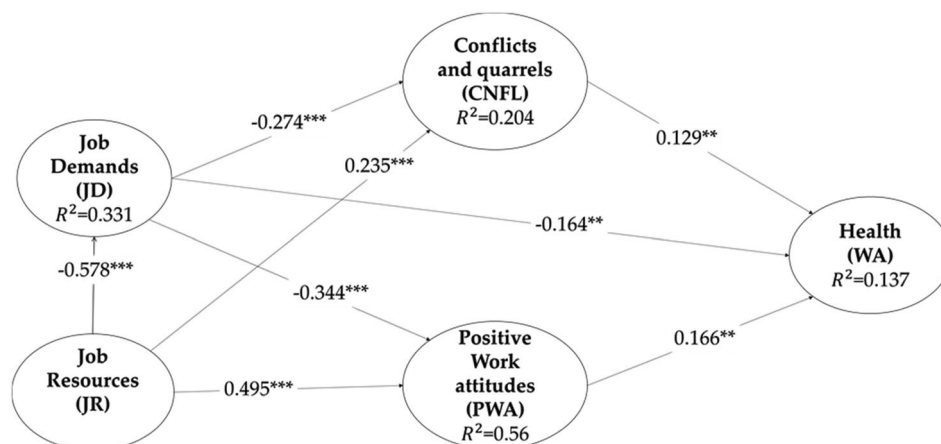 Conflicts
and quarrels
(CNFL)
R²=0.204
-0.274***
0.129**
Job
Demands
(JD)
R²=0.331
0.235***
-0.164**
Health
(WA)
R²=0.137
-0.578***
-0.344***
Job
Resources
(JR)
0.495***
Positive
Work
attitudes
(PWA)
R²=0.56
0.166**